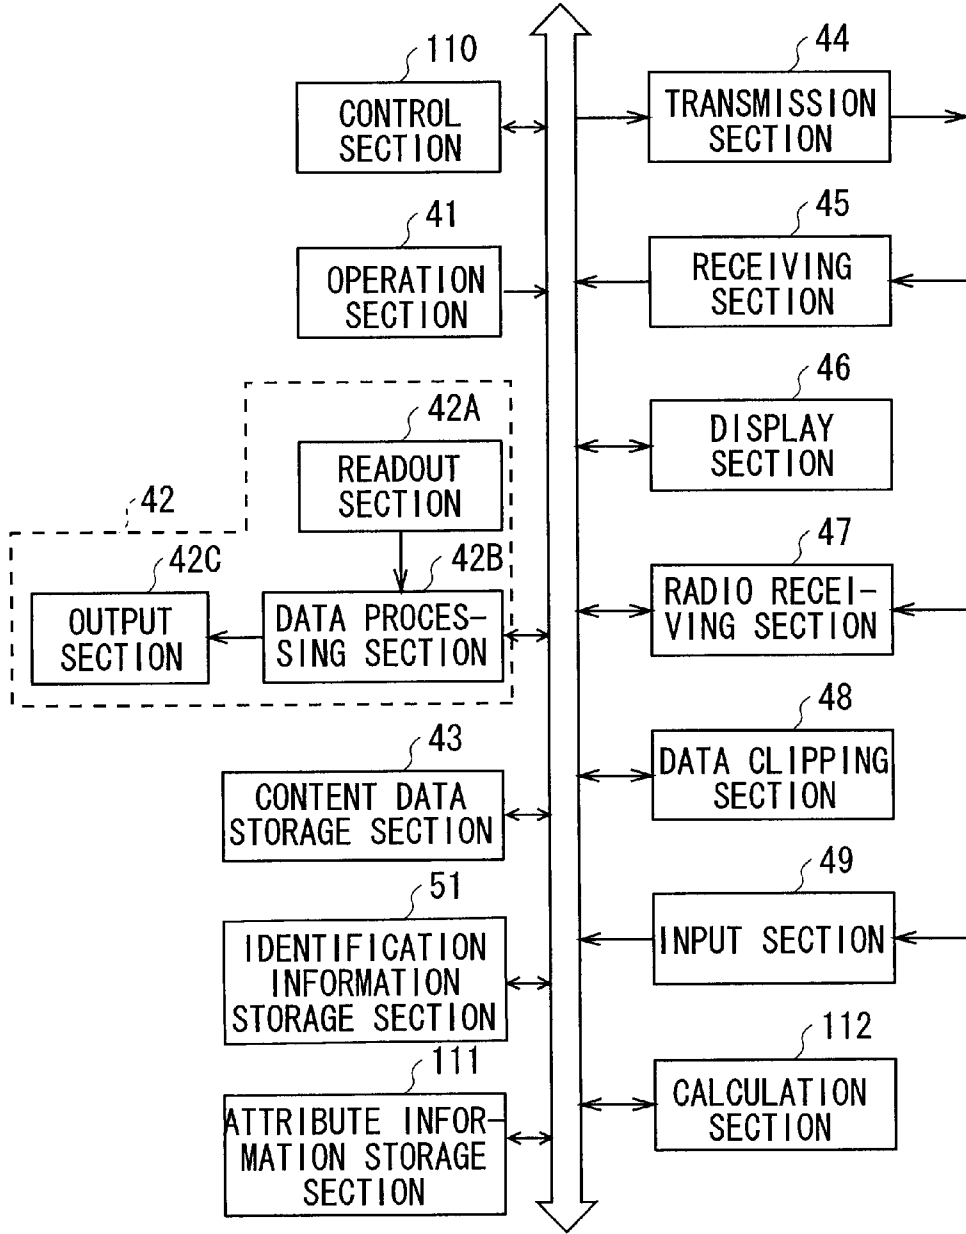 110
CONTROL
SECTION
41
OPERATION
SECTION
42A
READOUT
SECTION
42
42C
OUTPUT
SECTION
42B
DATA PROCES-
SING SECTION
43
CONTENT DATA
STORAGE SECTION
51
IDENTIFICATION
INFORMATION
STORAGE SECTION
111
ATTRIBUTE INFOR-
MATION STORAGE
SECTION
44
TRANSMISSION
SECTION
45
RECEIVING
SECTION
46
DISPLAY
SECTION
47
RADIO RECEI-
VING SECTION
48
DATA CLIPPING
SECTION
49
INPUT SECTION
112
CALCULATION
SECTION